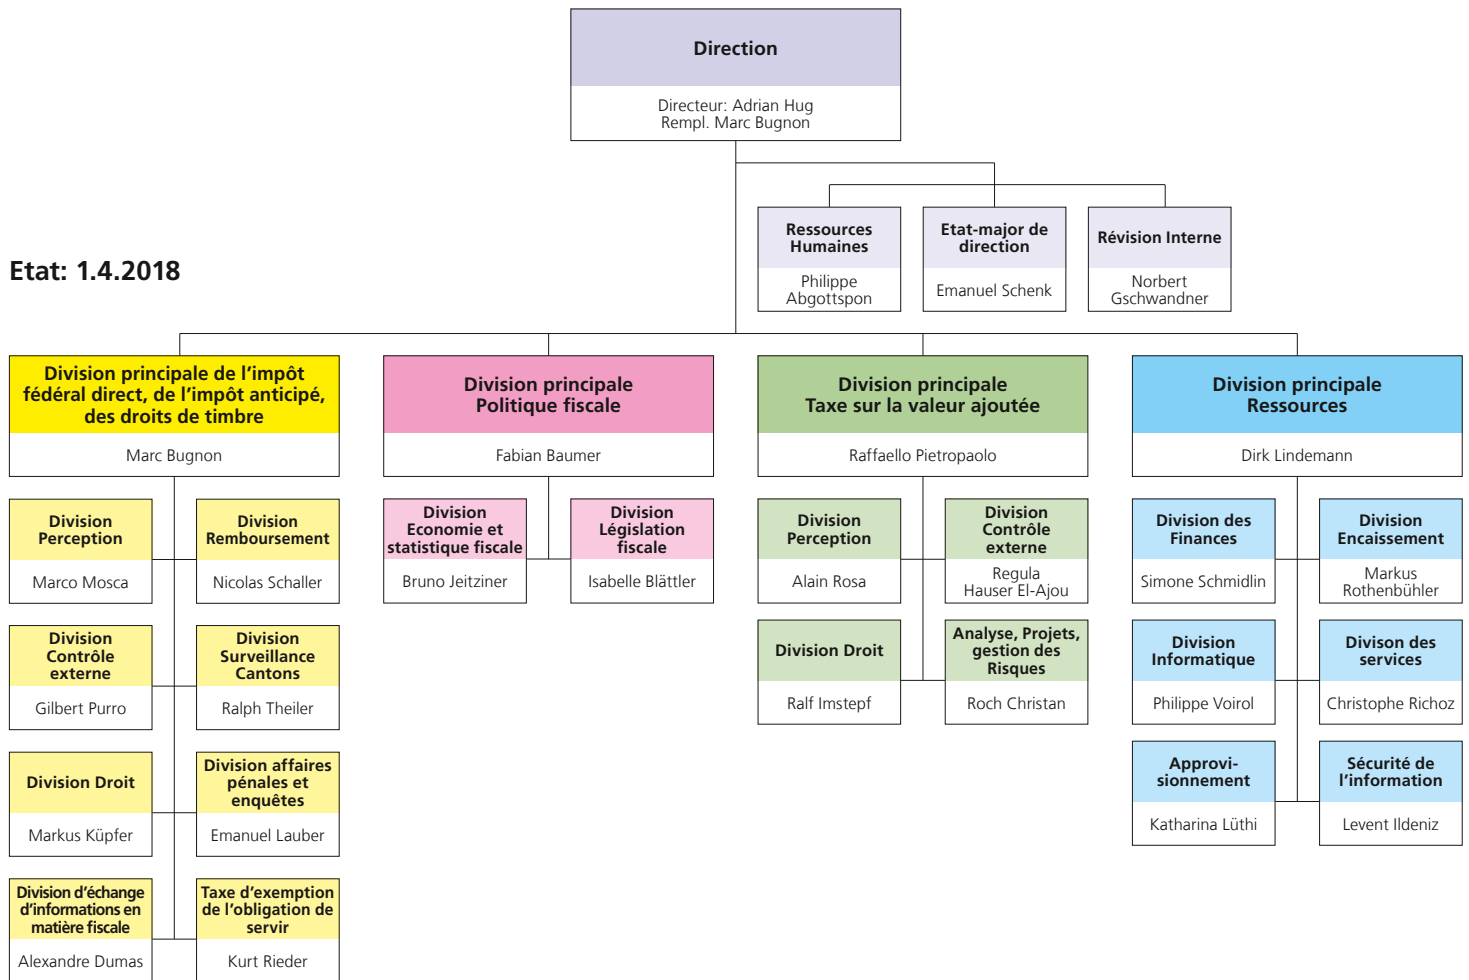 Direction
Directeur: Adrian Hug
Rempl. Marc Bugnon
Ressources
Humaines
Philippe
Abgottspon
Etat-major de
direction
Emanuel Schenk
Révision Interne
Norbert
Gschwandner
Etat: 1.4.2018
Division principale de l'impôt
fédéral direct, de l'impôt anticipé,
des droits de timbre
Marc Bugnon
Division
Perception
Marco Mosca
Division
Remboursement
Nicolas Schaller
Division
Contrôle
externe
Gilbert Purro
Division
Surveillance
Cantons
Ralph Theiler
Division Droit
Markus Küpfer
Division affaires
pénales et
enquêtes
Emanuel Lauber
Division d'échange
d'informations en
matière fiscale
Alexandre Dumas
Taxe d'exemption
de l'obligation de
servir
Kurt Rieder
Division principale
Politique fiscale
Fabian Baumer
Division
Economie et
statistique fiscale
Bruno Jeitziner
Division
Législation
fiscale
Isabelle Blättler
Division principale
Taxe sur la valeur ajoutée
Raffaello Pietropaolo
Division
Perception
Alain Rosa
Division
Contrôle
externe
Regula
Hauser El-Ajou
Division Droit
Ralf Imstepf
Analyse, Projets,
gestion des
Risques
Roch Christan
Division principale
Ressources
Dirk Lindemann
Division des
Finances
Simone Schmidlin
Division
Encaissement
Markus
Rothenbühler
Division
Informatique
Philippe Voirol
Divison des
services
Christophe Richoz
Approvi-
sionnement
Katharina Lüthi
Sécurité de
l'information
Levent Ildeniz